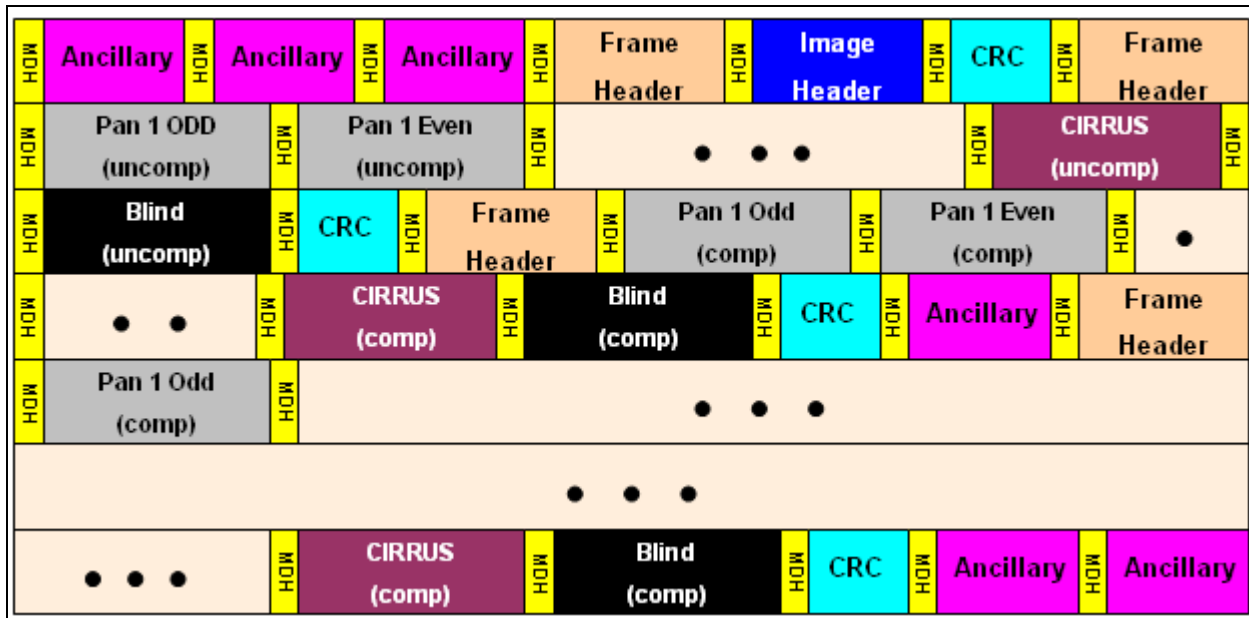 MDH
Ancillary
MDH
Ancillary
MDH
Ancillary
MDH
Frame
Header
MDH
Image
Header
MDH
CRC
MDH
Frame
Header
MDH
Pan 1 ODD
(uncomp)
MDH
Pan 1 Even
(uncomp)
MDH
● ● ●
MDH
CIRRUS
(uncomp)
MDH
MDH
Blind
(uncomp)
MDH
CRC
MDH
Frame
Header
MDH
Pan 1 Odd
(comp)
MDH
Pan 1 Even
(comp)
MDH
●
MDH
● ●
MDH
CIRRUS
(comp)
MDH
Blind
(comp)
MDH
CRC
MDH
Ancillary
MDH
Frame
Header
MDH
Pan 1 Odd
(comp)
MDH
● ● ●
● ● ●
● ● ●
MDH
CIRRUS
(comp)
MDH
Blind
(comp)
MDH
CRC
MDH
Ancillary
MDH
Ancillary